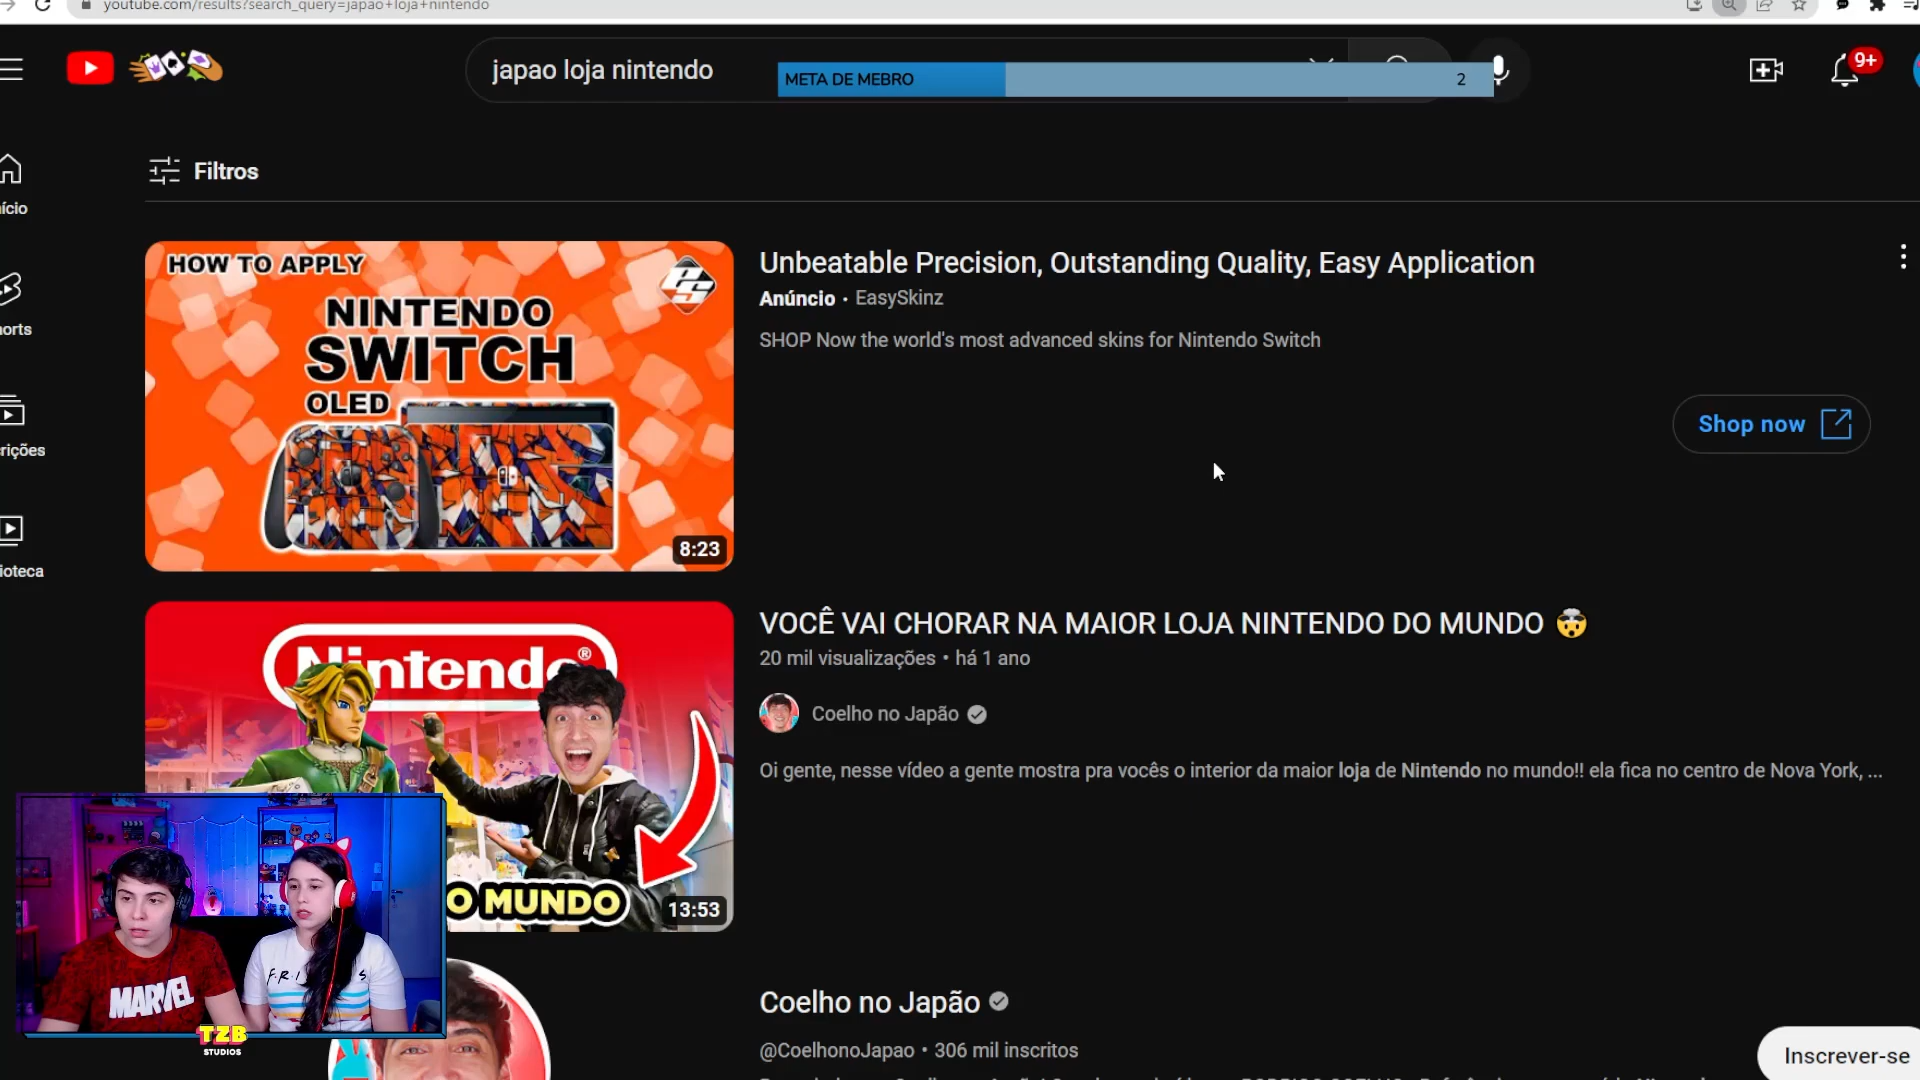 youtube.com/results?search_query=japao+loja+nintendo
japao loja nintendo
META DE MEBRO
2
9+
Filtros
ício
orts
rições
ioteca
HOW TO APPLY
NINTENDO
SWITCH
OLED
8:23
Unbeatable Precision, Outstanding Quality, Easy Application
Anúncio • EasySkinz
SHOP Now the world's most advanced skins for Nintendo Switch
Shop now
Nintendo®
O MUNDO
13:53
VOCÊ VAI CHORAR NA MAIOR LOJA NINTENDO DO MUNDO 🤯
20 mil visualizações • há 1 ano
Coelho no Japão
Oi gente, nesse vídeo a gente mostra pra vocês o interior da maior loja de Nintendo no mundo!! ela fica no centro de Nova York, ...
MARVEL
TZB
STUDIOS
Coelho no Japão
@CoelhonoJapao • 306 mil inscritos
Inscrever-se